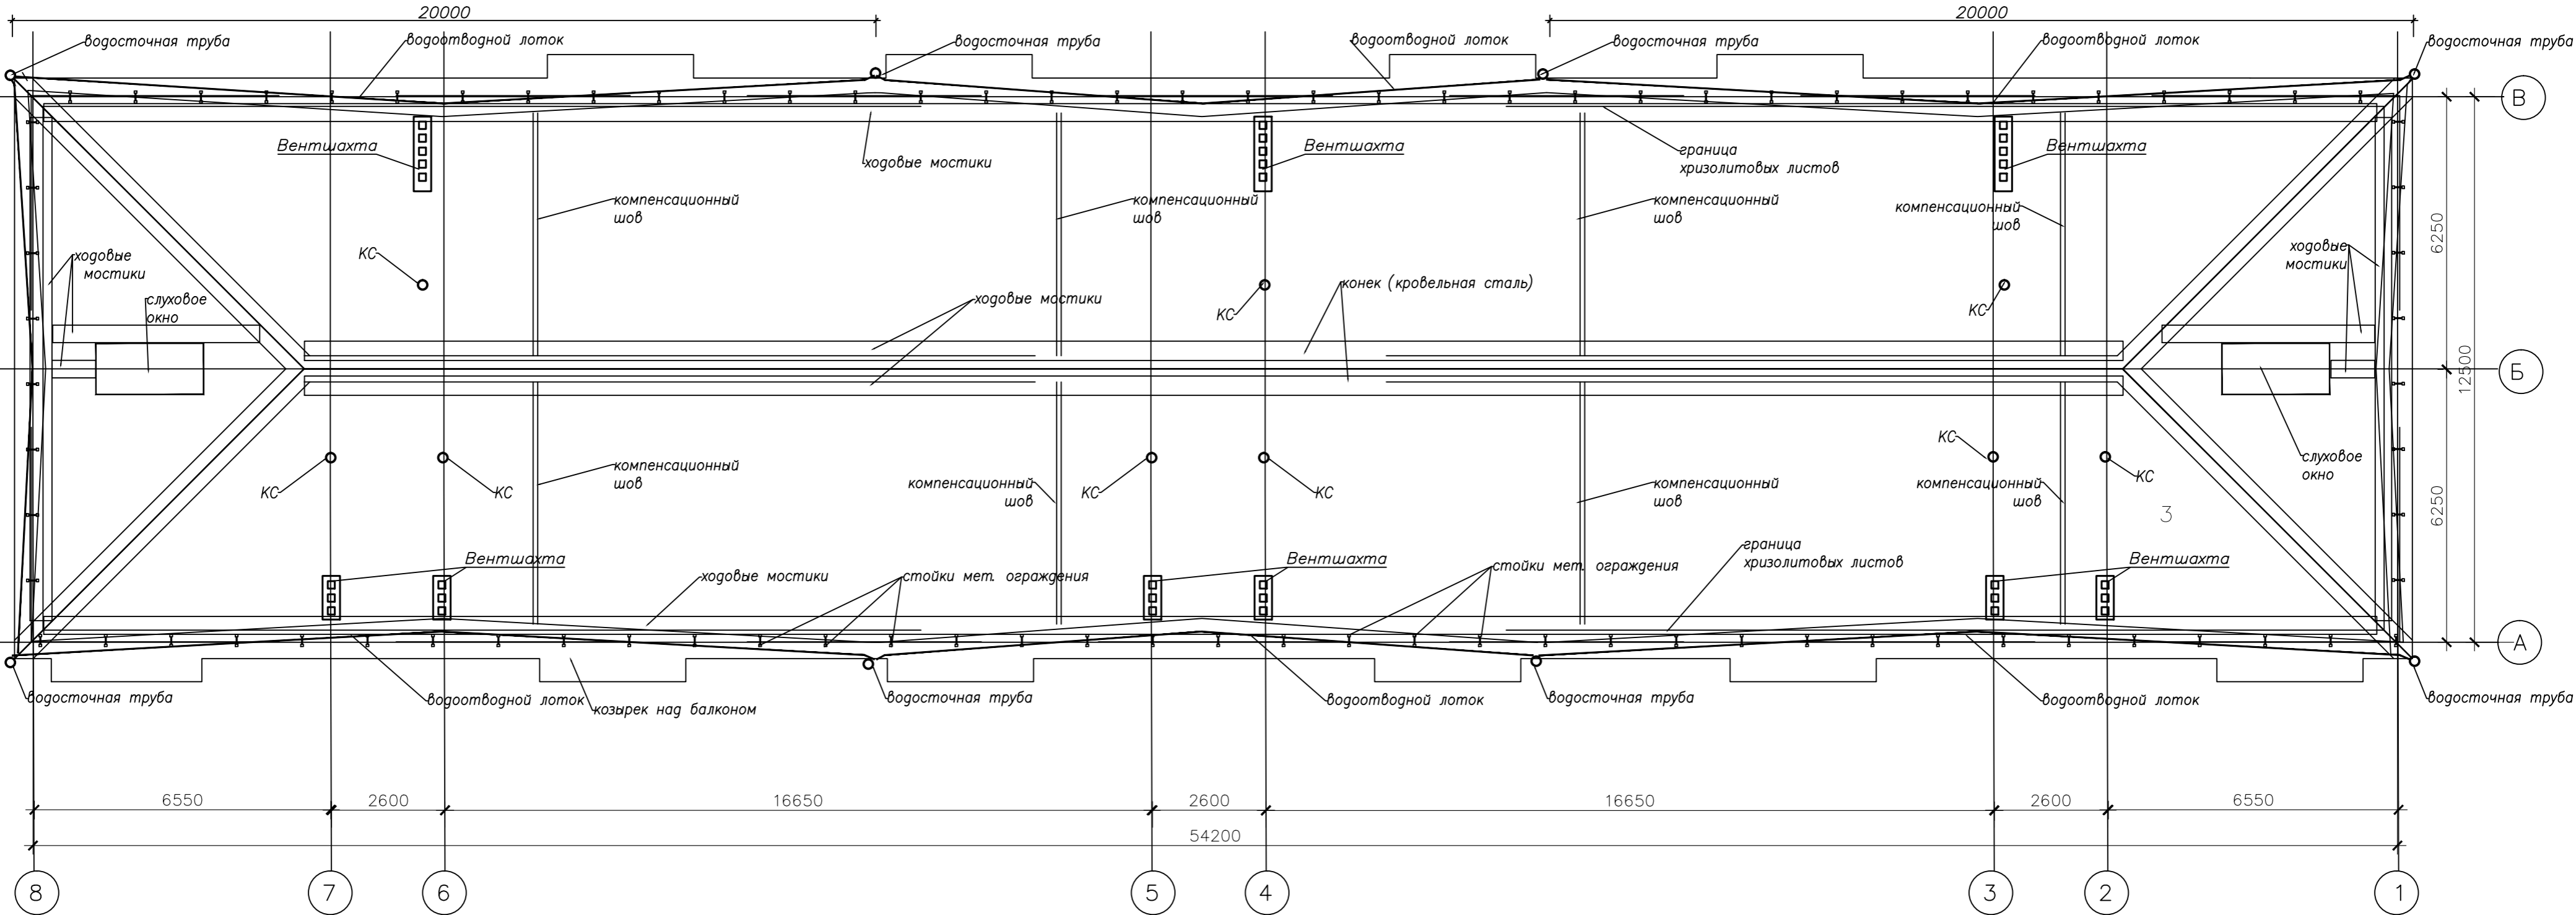 20000
20000
водосточная труба
водоотводной лоток
водосточная труба
водоотводной лоток
водосточная труба
водоотводной лоток
водосточная труба
В
Вентшахта
ходовые мостики
Вентшахта
граница
хризолитовых листов
Вентшахта
компенсационный
шов
компенсационный
шов
компенсационный
шов
компенсационный
шов
6250
ходовые
мостики
КС
слуховое
окно
ходовые мостики
КС
конек (кровельная сталь)
КС
ходовые
мостики
12500
Б
КС
КС
компенсационный
шов
компенсационный
шов
КС
КС
компенсационный
шов
КС
компенсационный
шов
КС
3
слуховое
окно
6250
Вентшахта
ходовые мостики
стойки мет. ограждения
Вентшахта
стойки мет. ограждения
граница
хризолитовых листов
Вентшахта
А
водосточная труба
водоотводной лоток
козырек над балконом
водосточная труба
водоотводной лоток
водосточная труба
водоотводной лоток
водосточная труба
6550
2600
16650
2600
16650
2600
6550
54200
8
7
6
5
4
3
2
1